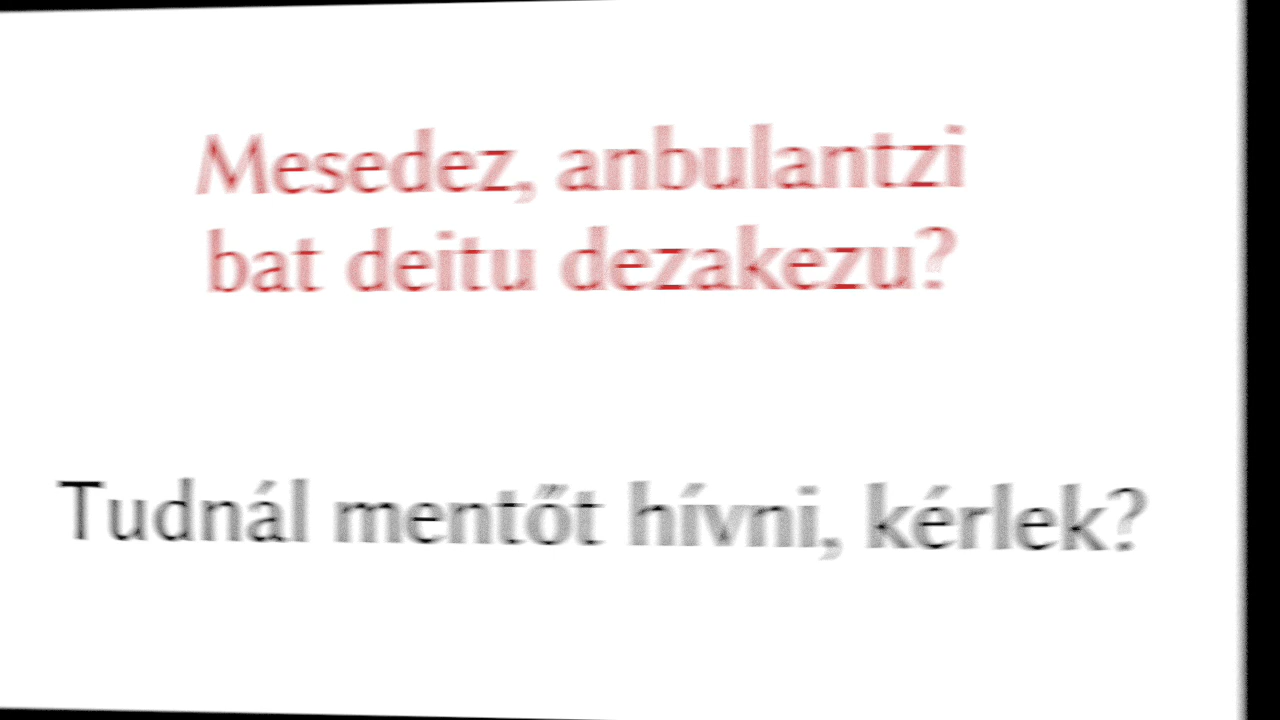 Mesedez, anbulantzi
bat deitu dezakezu?
Tudnál mentőt hívni, kérlek?